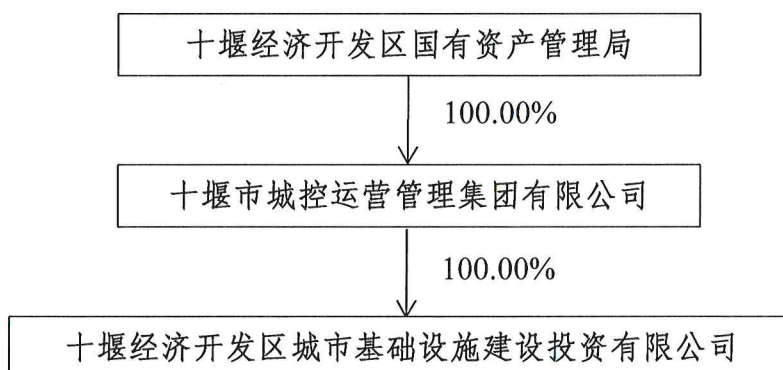 十堰经济开发区国有资产管理局
100.00%
十堰市城控运营管理集团有限公司
100.00%
十堰经济开发区城市基础设施建设投资有限公司